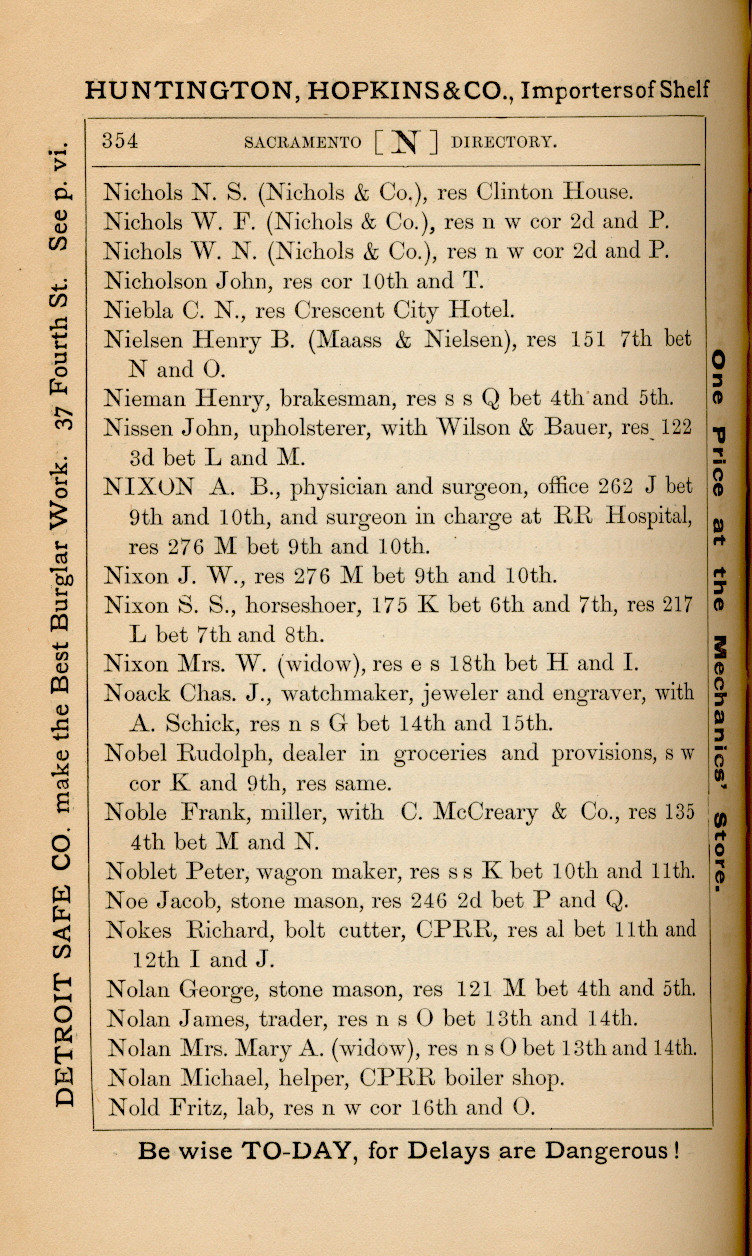 HUNTINGTON, HOPKINS & CO., Importers of Shelf
354 SACRAMENTO [ N ] DIRECTORY.
Nichols N. S. (Nichols & Co.), res Clinton House.
Nichols W. F. (Nichols & Co.), res n w cor 2d and P.
Nichols W. N. (Nichols & Co.), res n w cor 2d and P.
Nicholson John, res cor 10th and T.
Niebla C. N., res Crescent City Hotel.
Nielsen Henry B. (Maass & Nielsen), res 151 7th bet
N and O.
Nieman Henry, brakesman, res s s Q bet 4th and 5th.
Nissen John, upholsterer, with Wilson & Bauer, res 122
3d bet L and M.
NIXON A. B., physician and surgeon, office 262 J bet
9th and 10th, and surgeon in charge at RR Hospital,
res 276 M bet 9th and 10th.
Nixon J. W., res 276 M bet 9th and 10th.
Nixon S. S., horseshoer, 175 K bet 6th and 7th, res 217
L bet 7th and 8th.
Nixon Mrs. W. (widow), res e s 18th bet H and I.
Noack Chas. J., watchmaker, jeweler and engraver, with
A. Schick, res n s G bet 14th and 15th.
Nobel Rudolph, dealer in groceries and provisions, s w
cor K and 9th, res same.
Noble Frank, miller, with C. McCreary & Co., res 135
4th bet M and N.
Noblet Peter, wagon maker, res s s K bet 10th and 11th.
Noe Jacob, stone mason, res 246 2d bet P and Q.
Nokes Richard, bolt cutter, CPRR, res al bet 11th and
12th I and J.
Nolan George, stone mason, res 121 M bet 4th and 5th.
Nolan James, trader, res n s O bet 13th and 14th.
Nolan Mrs. Mary A. (widow), res n s O bet 13th and 14th.
Nolan Michael, helper, CPRR boiler shop.
Nold Fritz, lab, res n w cor 16th and O.
Be wise TO-DAY, for Delays are Dangerous !
DETROIT SAFE CO. make the Best Burglar Work. 37 Fourth St. See p. vi.
One Price at the Mechanics' Store.